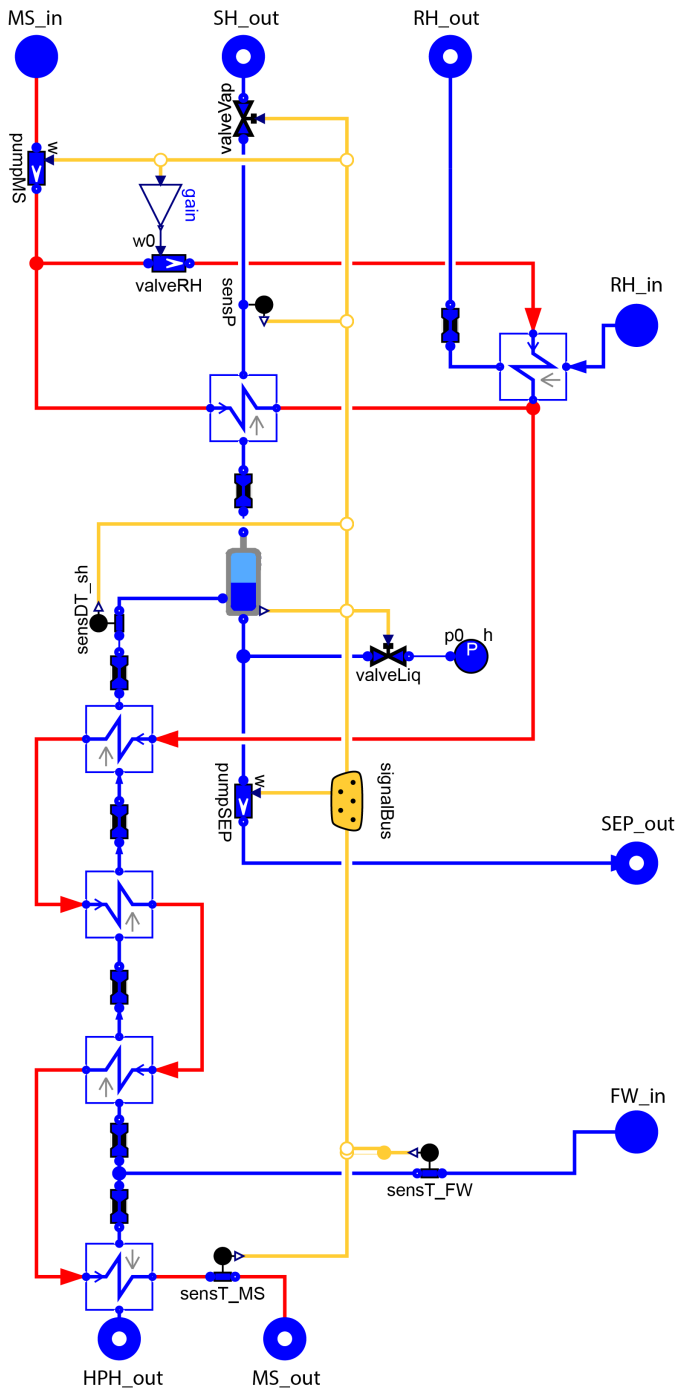 MS_in
SH_out
RH_out
valveVap
pumpMS
w
gain
w0
valveRH
sensP
RH_in
sensDT_sh
p0
h
P
valveLiq
pumpSEP
w
signalBus
SEP_out
FW_in
sensT_FW
sensT_MS
HPH_out
MS_out